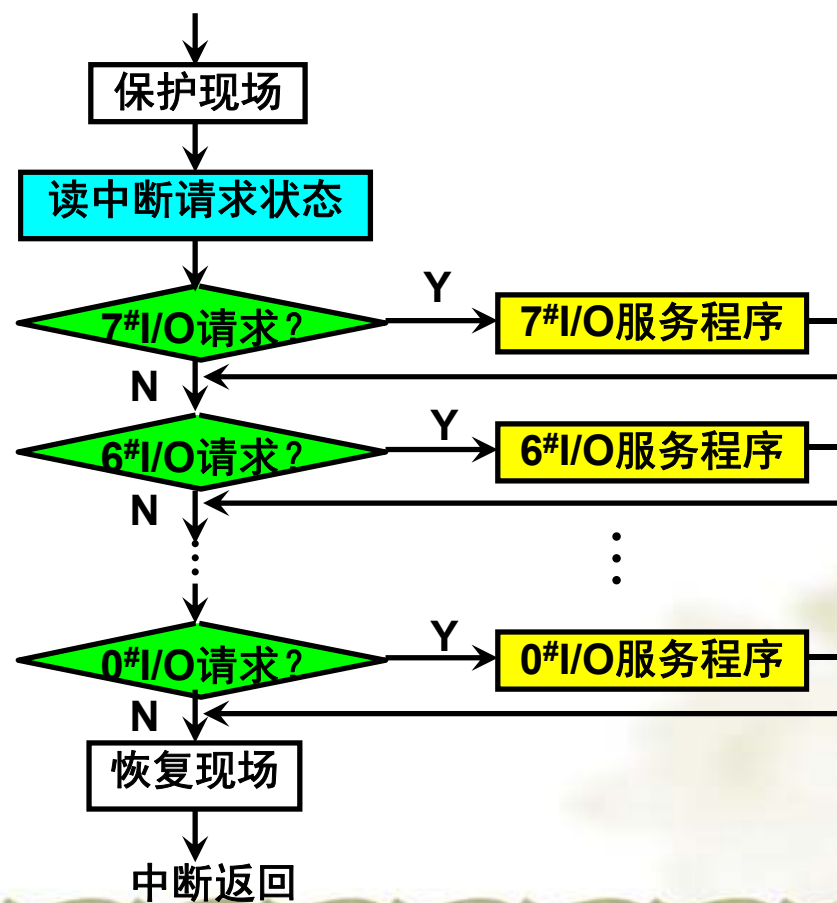 保护现场
读中断请求状态
7#I/O请求？
Y
7#I/O服务程序
N
6#I/O请求？
Y
6#I/O服务程序
N
⋮
⋮
0#I/O请求？
Y
0#I/O服务程序
N
恢复现场
中断返回